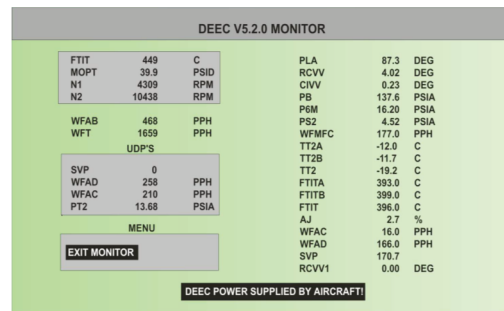 DEEC V5.2.0 MONITOR
FTIT 449 C
MOPT 39.9 PSID
N1 4309 RPM
N2 10438 RPM
WFAB 468 PPH
WFT 1659 PPH
UDP'S
SVP 0
WFAD 258 PPH
WFAC 210 PPH
PT2 13.68 PSIA
MENU
EXIT MONITOR
PLA 87.3 DEG
RCVV 4.02 DEG
CIVV 0.23 DEG
PB 137.6 PSIA
P6M 16.20 PSIA
PS2 4.52 PSIA
WFMFC 177.0 PPH
TT2A -12.0 C
TT2B -11.7 C
TT2 -19.2 C
FTITA 393.0 C
FTITB 399.0 C
FTIT 396.0 C
AJ 2.7 %
WFAC 16.0 PPH
WFAD 166.0 PPH
SVP 170.7
RCVV1 0.00 DEG
DEEC POWER SUPPLIED BY AIRCRAFT!